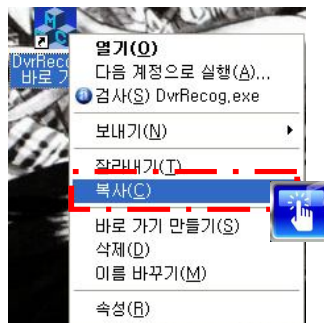 DvrRecog
바로 가
열기(O)
다음 계정으로 실행(A)...
검사(S) DvrRecog.exe
보내기(N)
잘라내기(T)
복사(C)
바로 가기 만들기(S)
삭제(D)
이름 바꾸기(M)
속성(R)